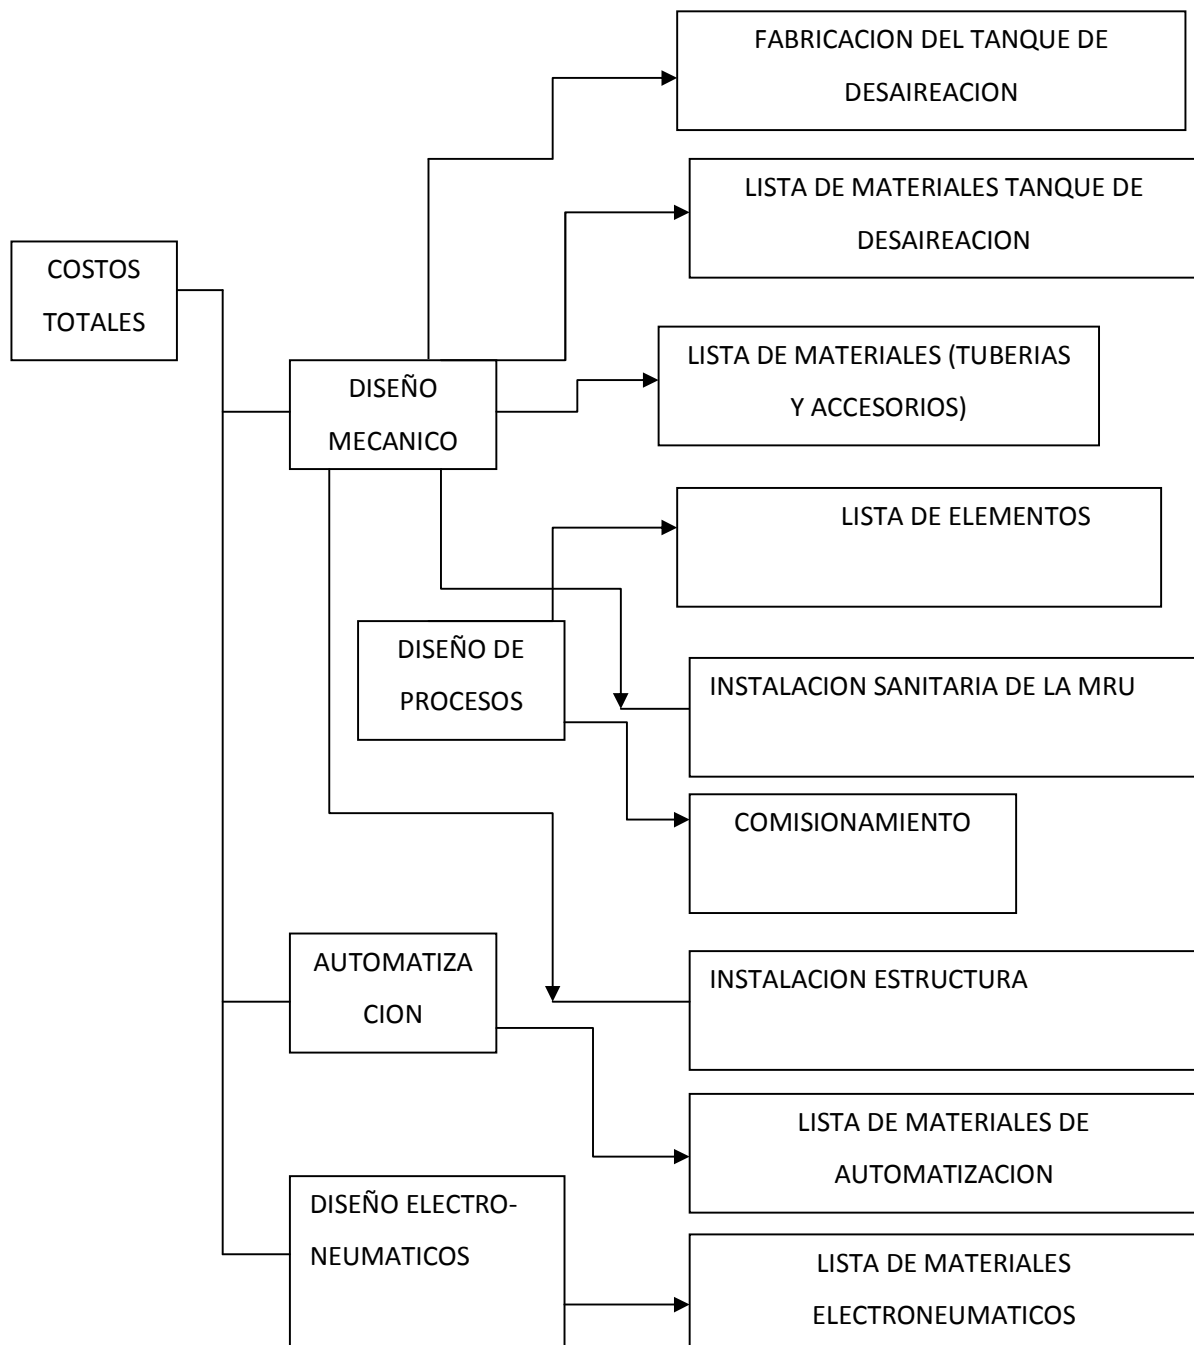 FABRICACION DEL TANQUE DE
DESAIREACION
LISTA DE MATERIALES TANQUE DE
DESAIREACION
COSTOS
TOTALES
LISTA DE MATERIALES (TUBERIAS
Y ACCESORIOS)
DISEÑO
MECANICO
LISTA DE ELEMENTOS
DISEÑO DE
PROCESOS
INSTALACION SANITARIA DE LA MRU
COMISIONAMIENTO
AUTOMATIZA
CION
INSTALACION ESTRUCTURA
LISTA DE MATERIALES DE
AUTOMATIZACION
DISEÑO ELECTRO-
NEUMATICOS
LISTA DE MATERIALES
ELECTRONEUMATICOS